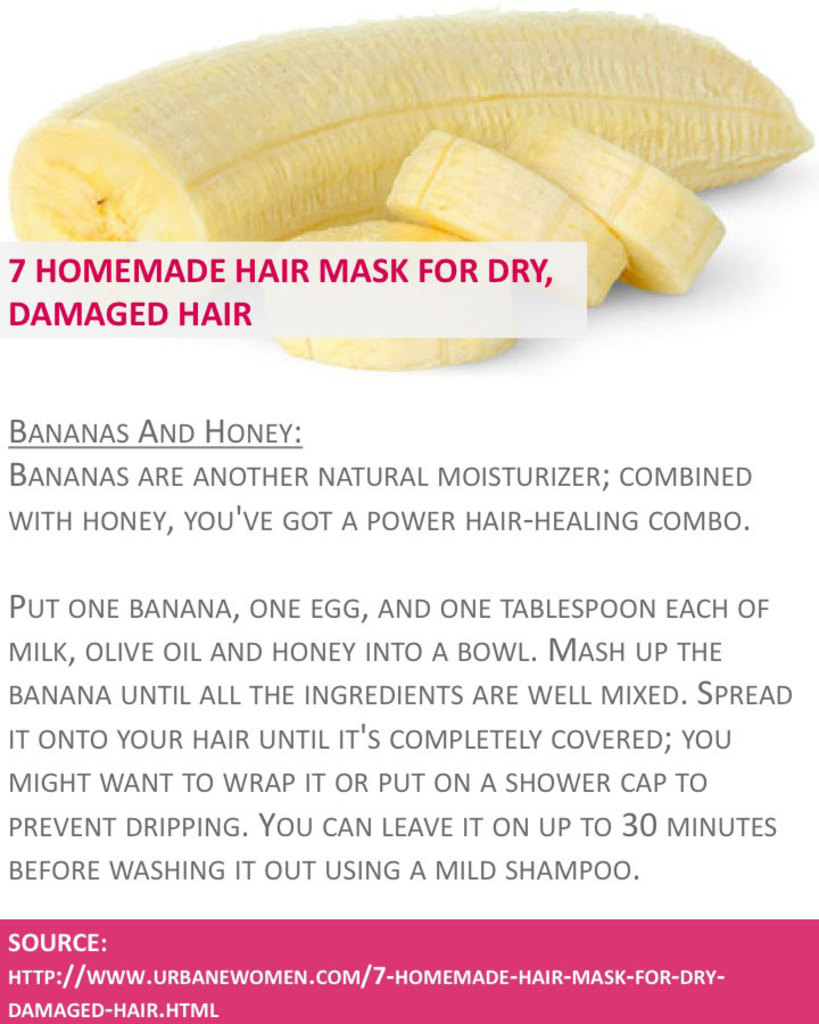 7 HOMEMADE HAIR MASK FOR DRY,
DAMAGED HAIR
BANANAS AND HONEY:
BANANAS ARE ANOTHER NATURAL MOISTURIZER; COMBINED
WITH HONEY, YOU'VE GOT A POWER HAIR-HEALING COMBO.
PUT ONE BANANA, ONE EGG, AND ONE TABLESPOON EACH OF
MILK, OLIVE OIL AND HONEY INTO A BOWL. MASH UP THE
BANANA UNTIL ALL THE INGREDIENTS ARE WELL MIXED. SPREAD
IT ONTO YOUR HAIR UNTIL IT'S COMPLETELY COVERED; YOU
MIGHT WANT TO WRAP IT OR PUT ON A SHOWER CAP TO
PREVENT DRIPPING. YOU CAN LEAVE IT ON UP TO 30 MINUTES
BEFORE WASHING IT OUT USING A MILD SHAMPOO.
SOURCE:
HTTP://WWW.URBANEWOMEN.COM/7-HOMEMADE-HAIR-MASK-FOR-DRY-
DAMAGED-HAIR.HTML